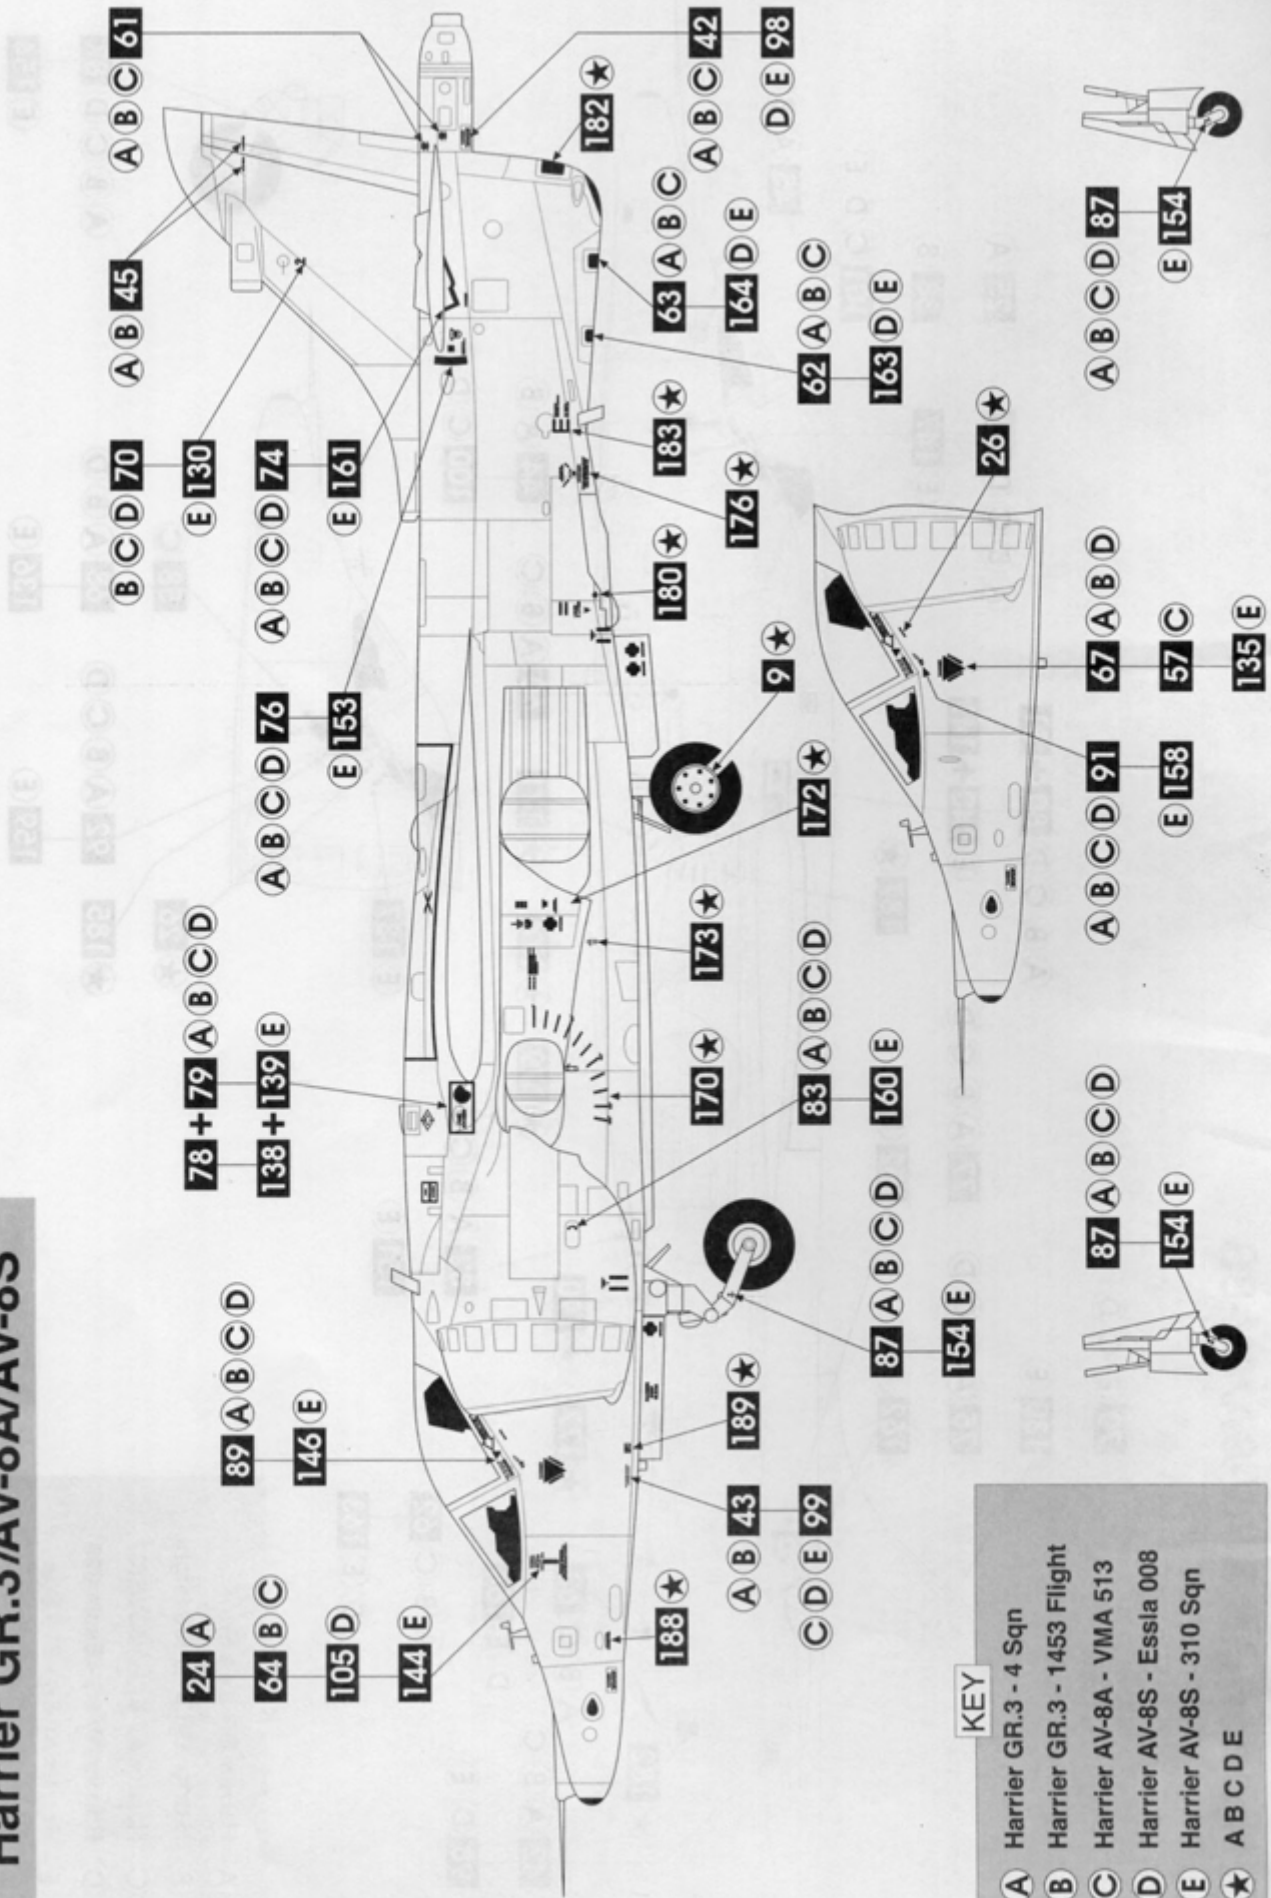 Harrier GR.3/AV-8A/AV-8S
24 A
64 B C
105 D
144 E
89 A B C D
146 E
78 + 79 A B C D
138 + 139 E
A B C D 76
E 153
B C D 70
E 130
A B C D 74
E 161
A B 45
A B C 61
188 ★
A B 43
C D E 99
189 ★
87 A B C D
154 E
170 ★
83 A B C D
160 E
173 ★
172 ★
9 ★
180 ★
176 ★
183 ★
62 A B C
163 D E
63 A B C
164 D E
182 ★
A B C 42
D E 98
87 A B C D
154 E
A B C D 91
E 158
67 A B D
57 C
135 E
26 ★
A B C D 87
E 154
KEY
A Harrier GR.3 - 4 Sqn
B Harrier GR.3 - 1453 Flight
C Harrier AV-8A - VMA 513
D Harrier AV-8S - Essla 008
E Harrier AV-8S - 310 Sqn
★ A B C D E